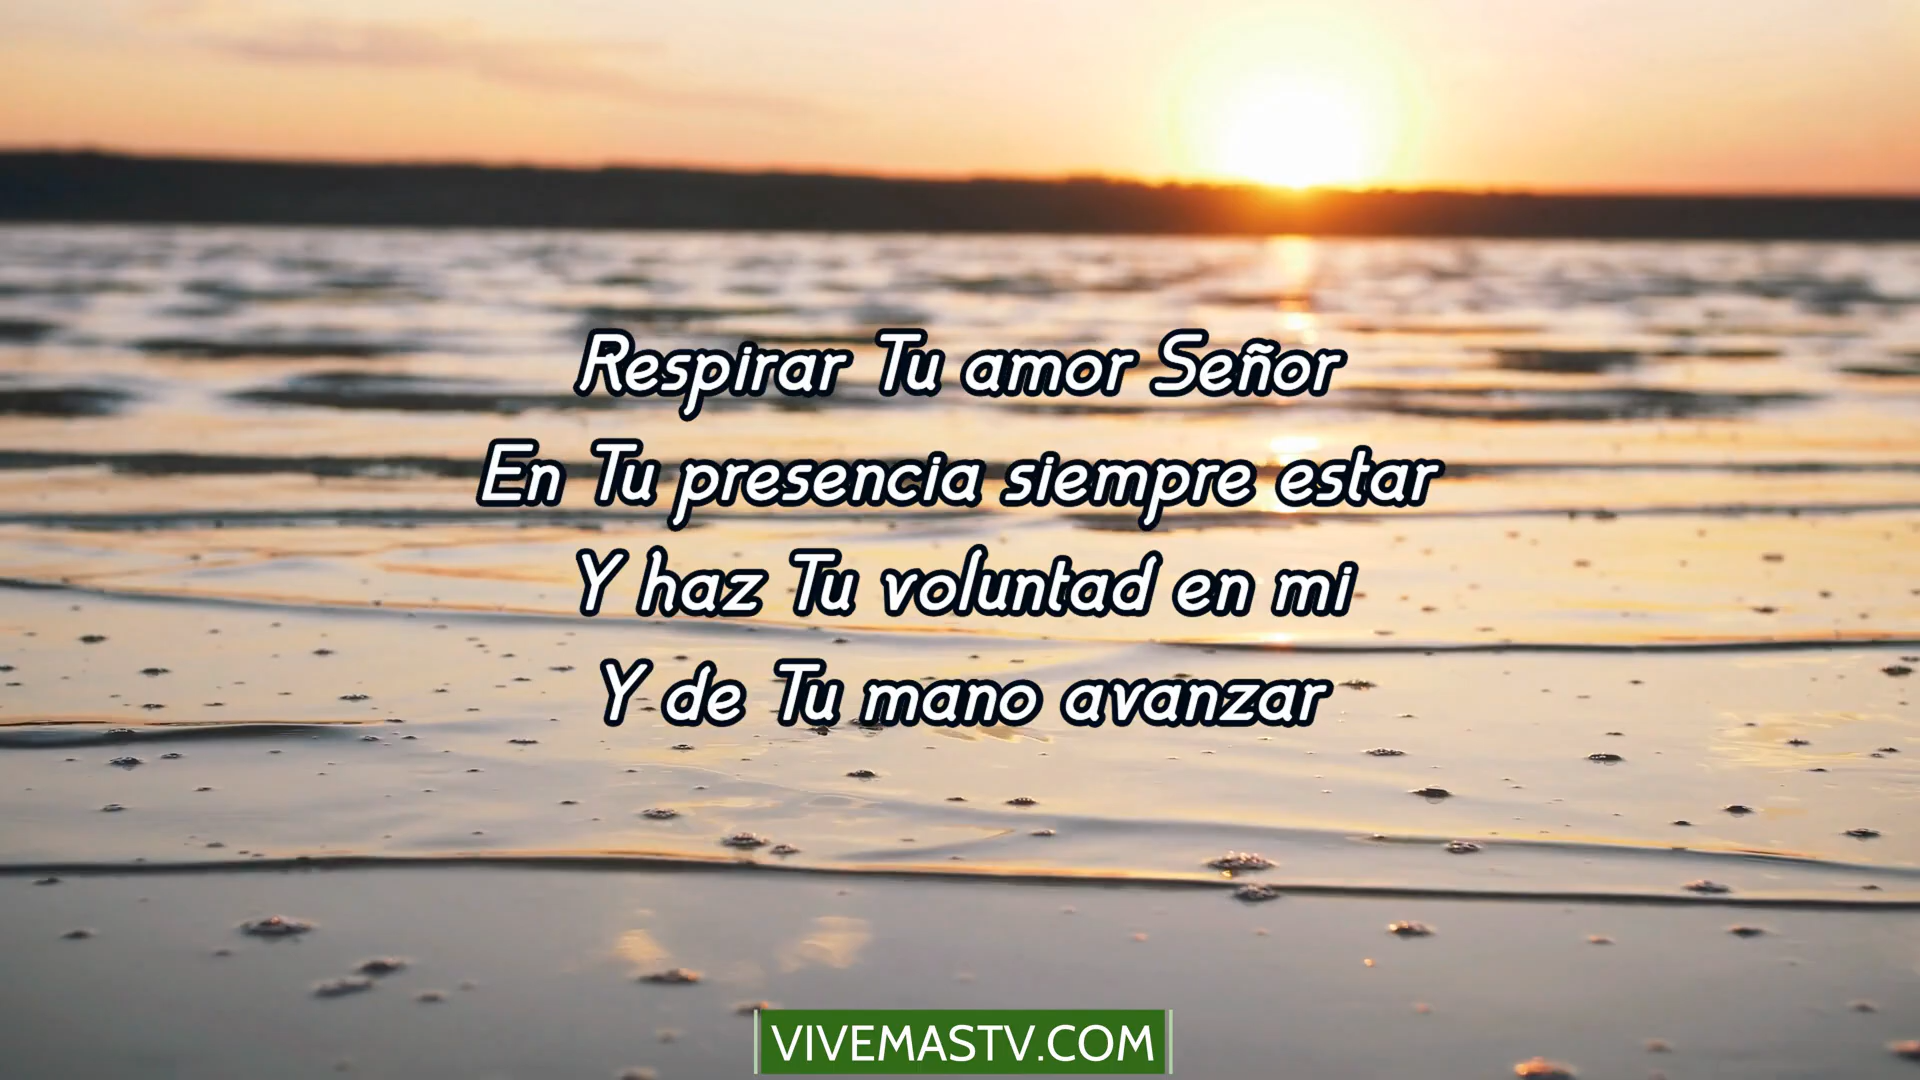 Respirar Tu amor Señor
En Tu presencia siempre estar
Y haz Tu voluntad en mi
Y de Tu mano avanzar
VIVEMASTV.COM